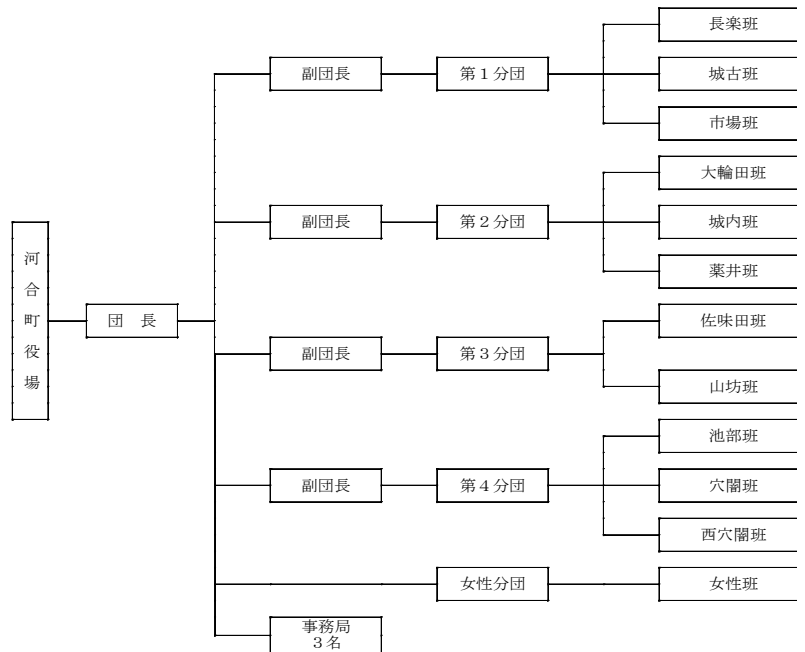 河合町役場
団　長
副団長
第１分団
長楽班
城古班
市場班
副団長
第２分団
大輪田班
城内班
薬井班
副団長
第３分団
佐味田班
山坊班
副団長
第４分団
池部班
穴闇班
西穴闇班
女性分団
女性班
事務局
３名